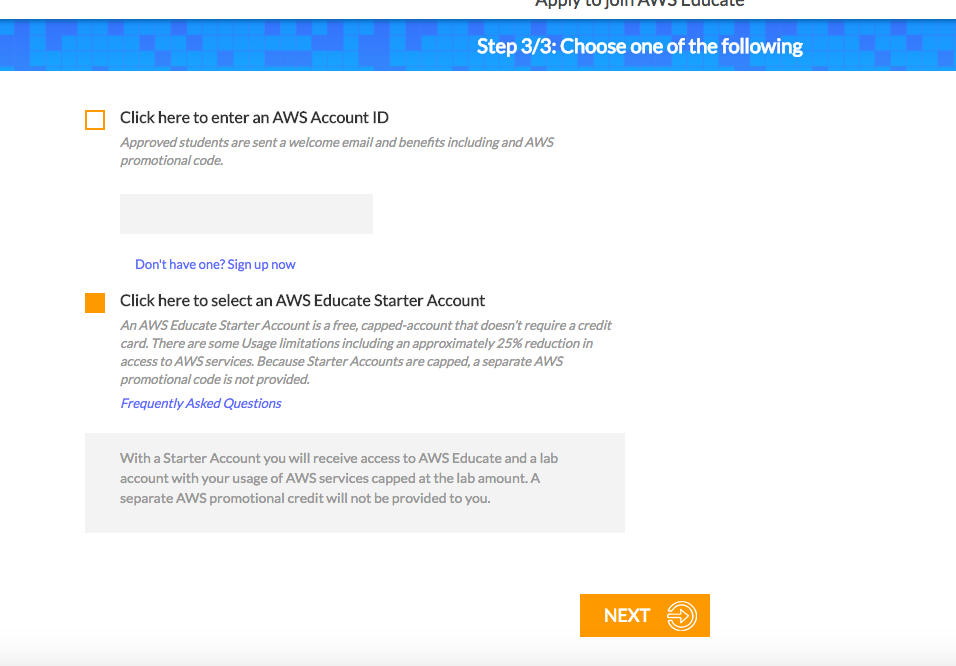 Apply to join AWS Educate
Step 3/3: Choose one of the following
Click here to enter an AWS Account ID
Approved students are sent a welcome email and benefits including and AWS
promotional code.
Don't have one? Sign up now
Click here to select an AWS Educate Starter Account
An AWS Educate Starter Account is a free, capped-account that doesn't require a credit
card. There are some Usage limitations including an approximately 25% reduction in
access to AWS services. Because Starter Accounts are capped, a separate AWS
promotional code is not provided.
Frequently Asked Questions
With a Starter Account you will receive access to AWS Educate and a lab
account with your usage of AWS services capped at the lab amount. A
separate AWS promotional credit will not be provided to you.
NEXT